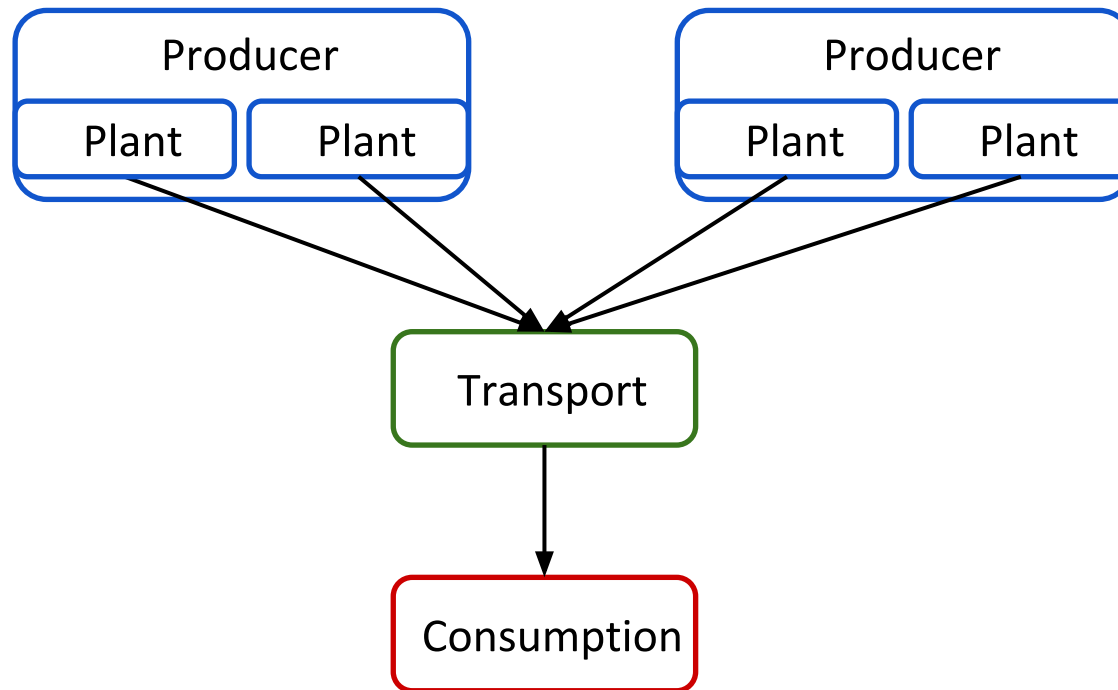 Producer
Producer
Plant
Plant
Plant
Plant
Transport
Consumption